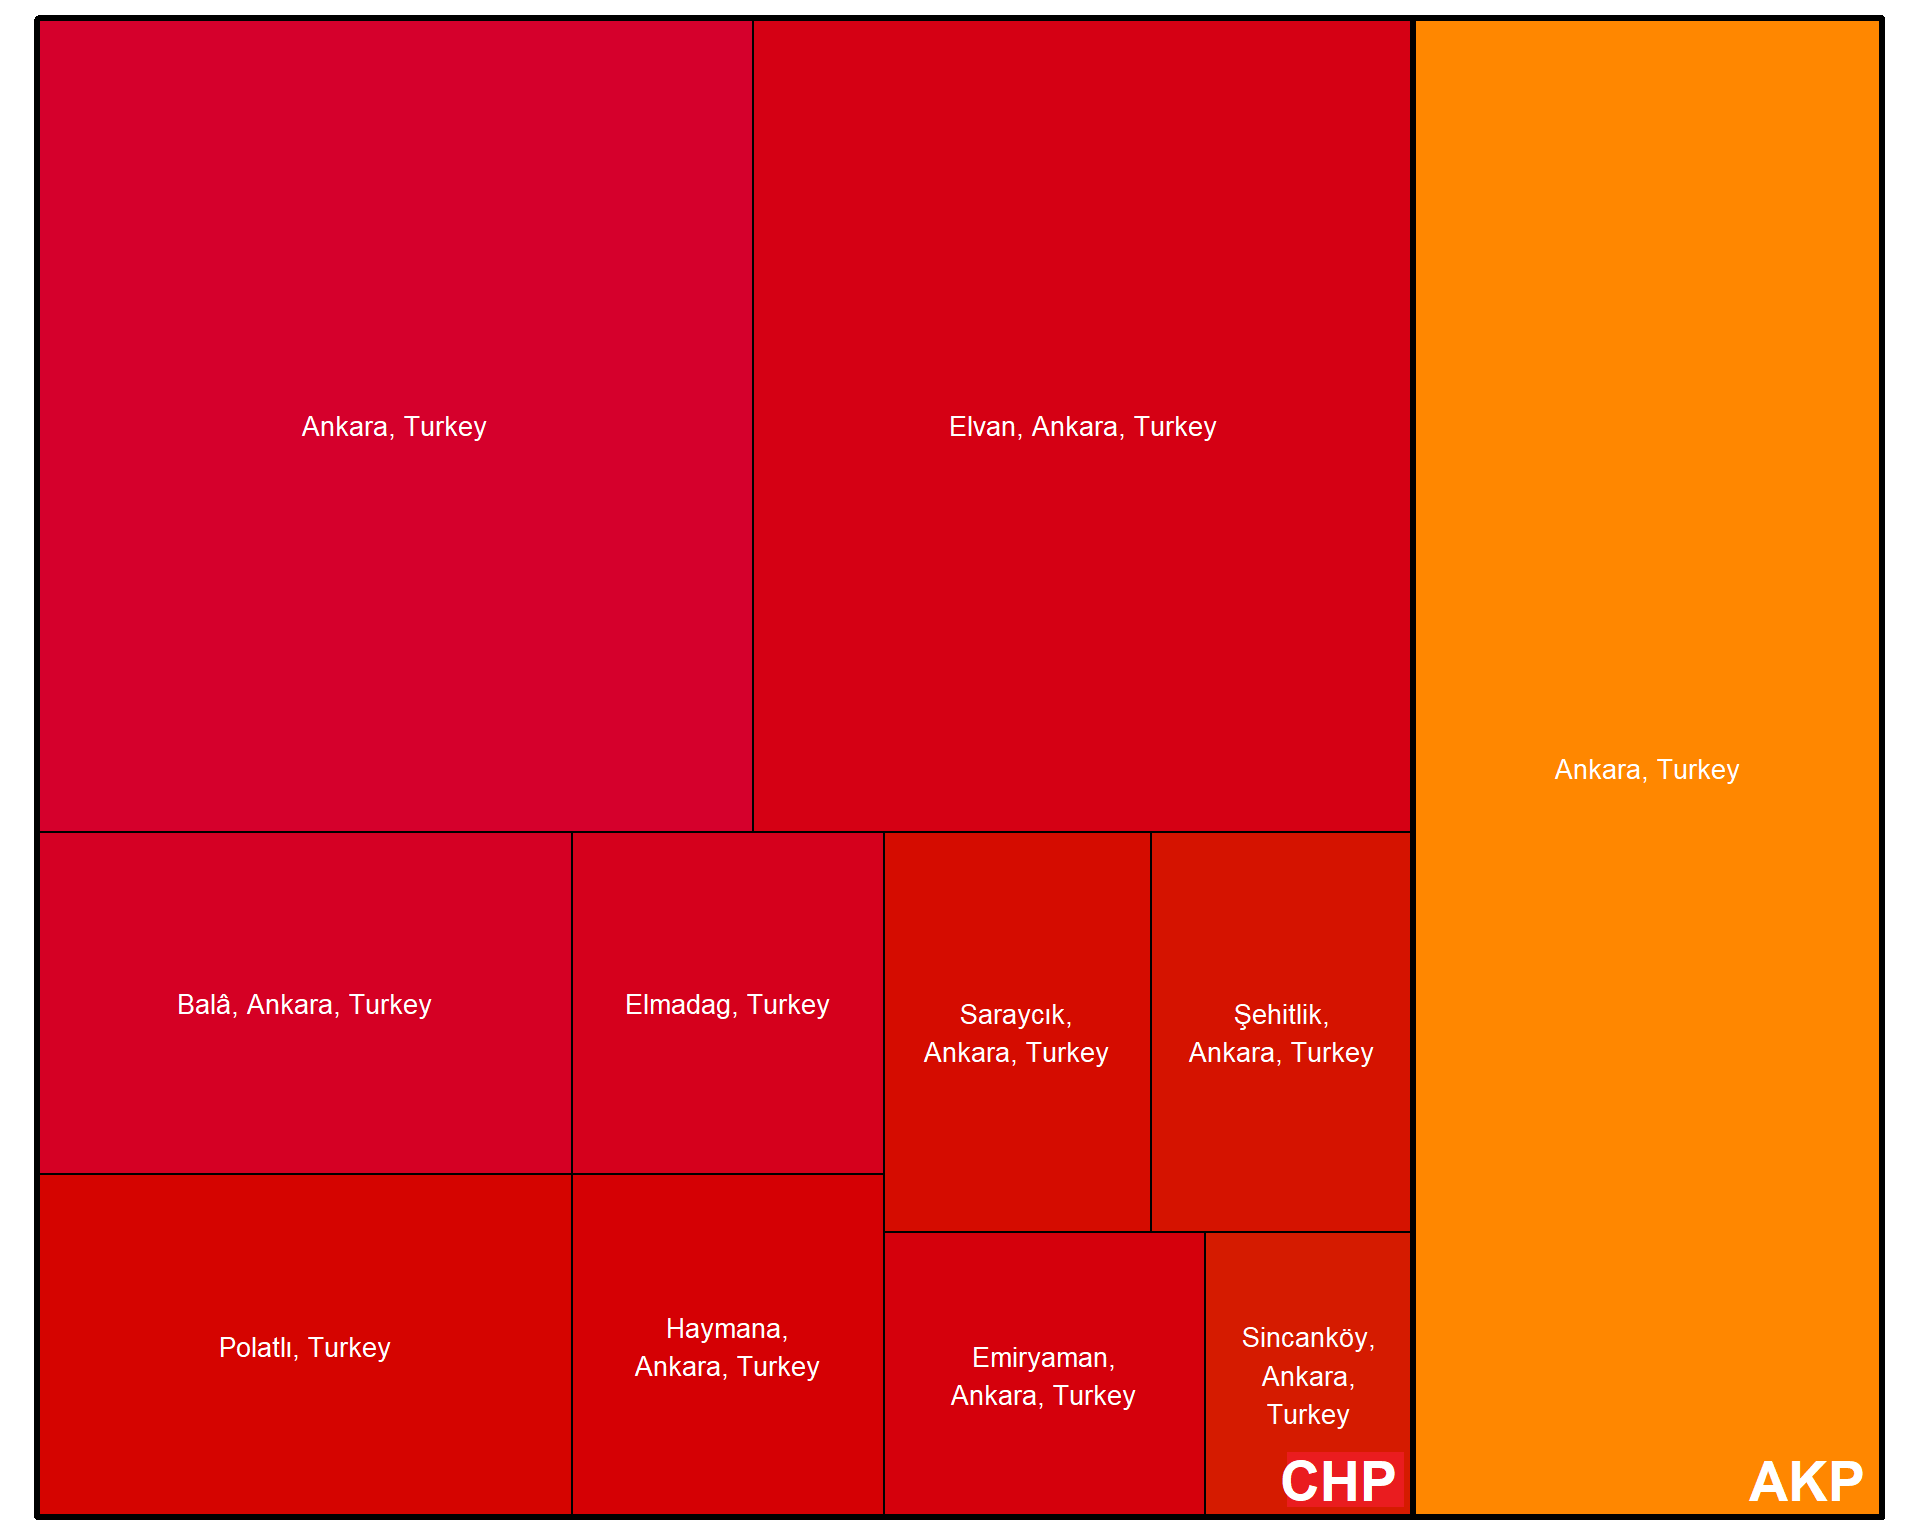 Ankara, Turkey
Elvan, Ankara, Turkey
Ankara, Turkey
Balâ, Ankara, Turkey
Elmadag, Turkey
Saraycık,
Ankara, Turkey
Şehitlik,
Ankara, Turkey
Polatlı, Turkey
Haymana,
Ankara, Turkey
Emiryaman,
Ankara, Turkey
Sincanköy,
Ankara,
Turkey
CHP
AKP